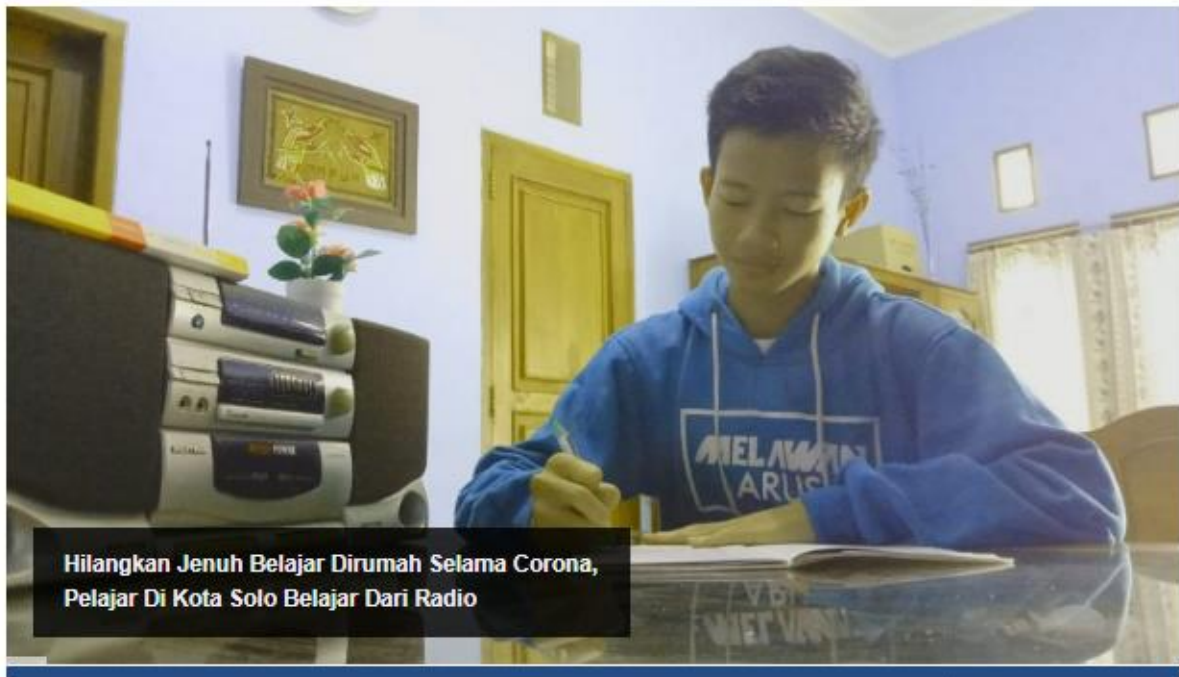 MELAWAN
ARUS
Hilangkan Jenuh Belajar Dirumah Selama Corona,
Pelajar Di Kota Solo Belajar Dari Radio